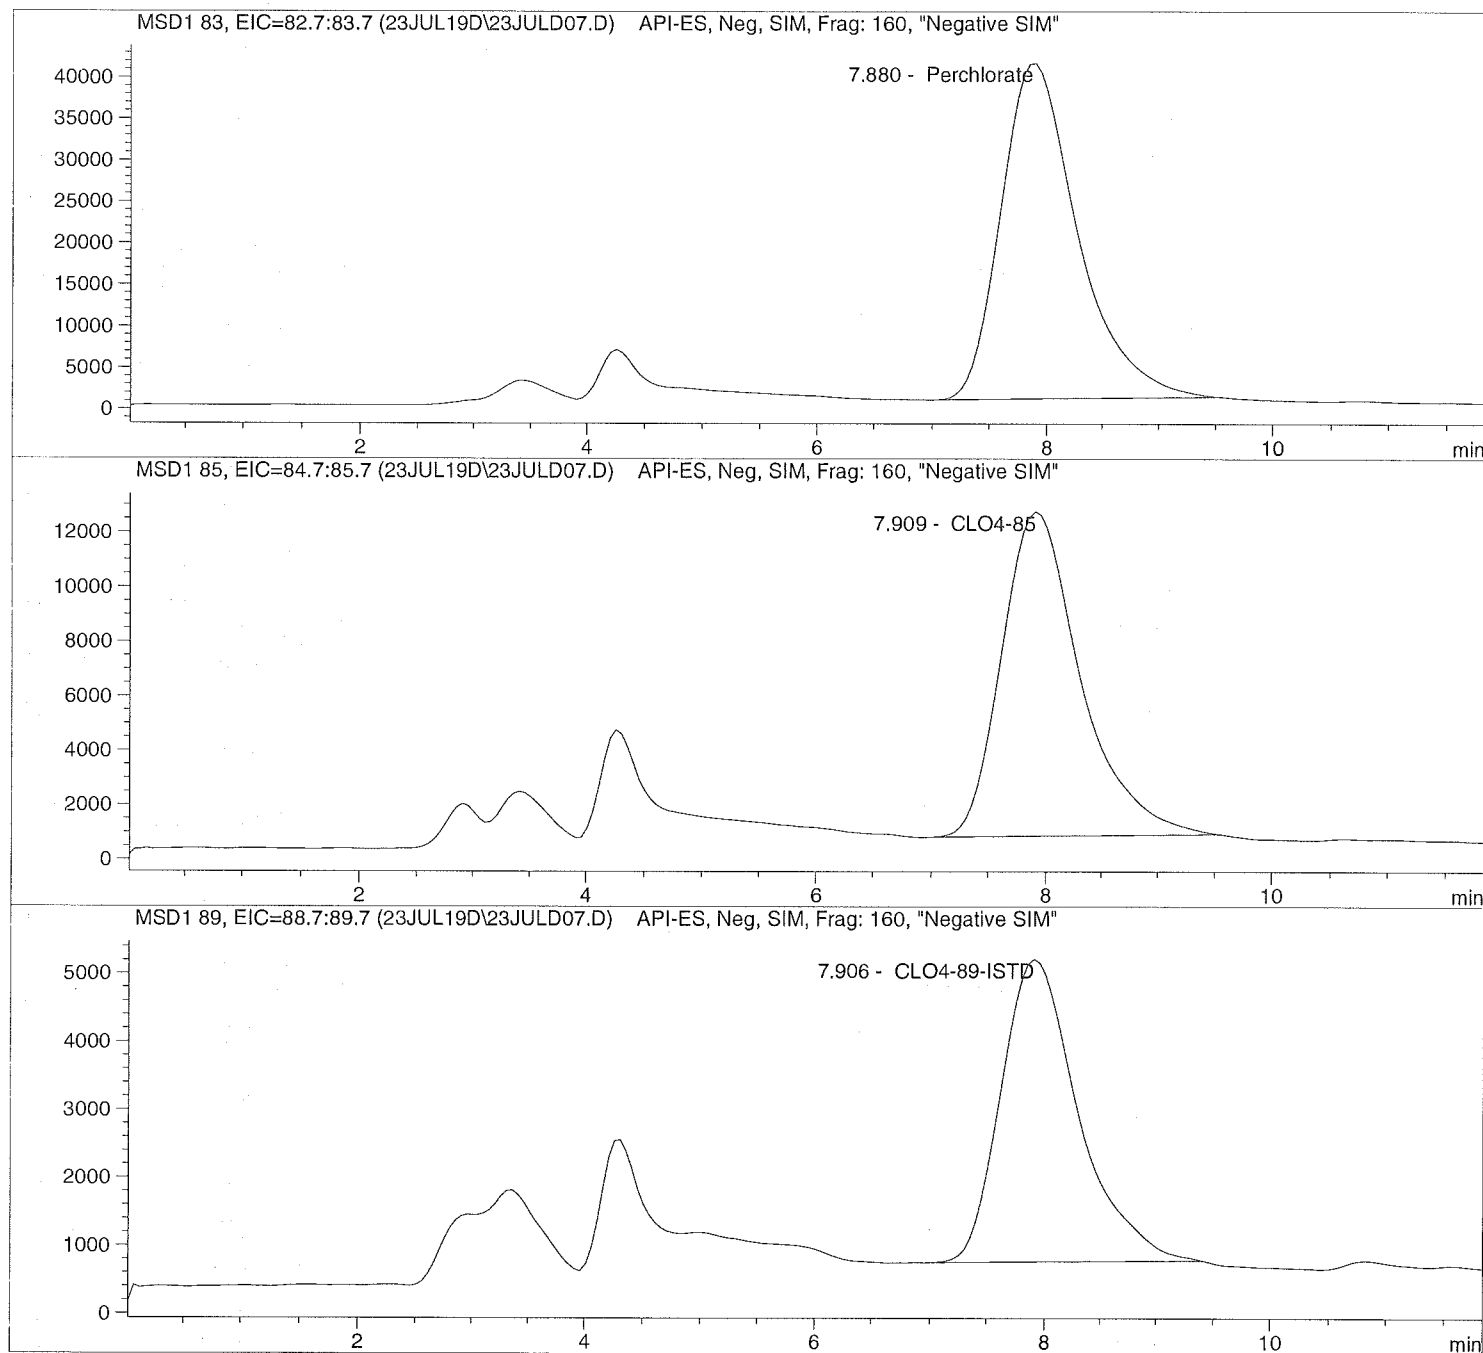 MSD1 83, EIC=82.7:83.7 (23JUL19D\23JULD07.D) API-ES, Neg, SIM, Frag: 160, "Negative SIM"
7.880 - Perchlorate
40000
35000
30000
25000
20000
15000
10000
5000
0
2 4 6 8 10 min
MSD1 85, EIC=84.7:85.7 (23JUL19D\23JULD07.D) API-ES, Neg, SIM, Frag: 160, "Negative SIM"
7.909 - CLO4-85
12000
10000
8000
6000
4000
2000
0
2 4 6 8 10 min
MSD1 89, EIC=88.7:89.7 (23JUL19D\23JULD07.D) API-ES, Neg, SIM, Frag: 160, "Negative SIM"
7.906 - CLO4-89-ISTD
5000
4000
3000
2000
1000
0
2 4 6 8 10 min